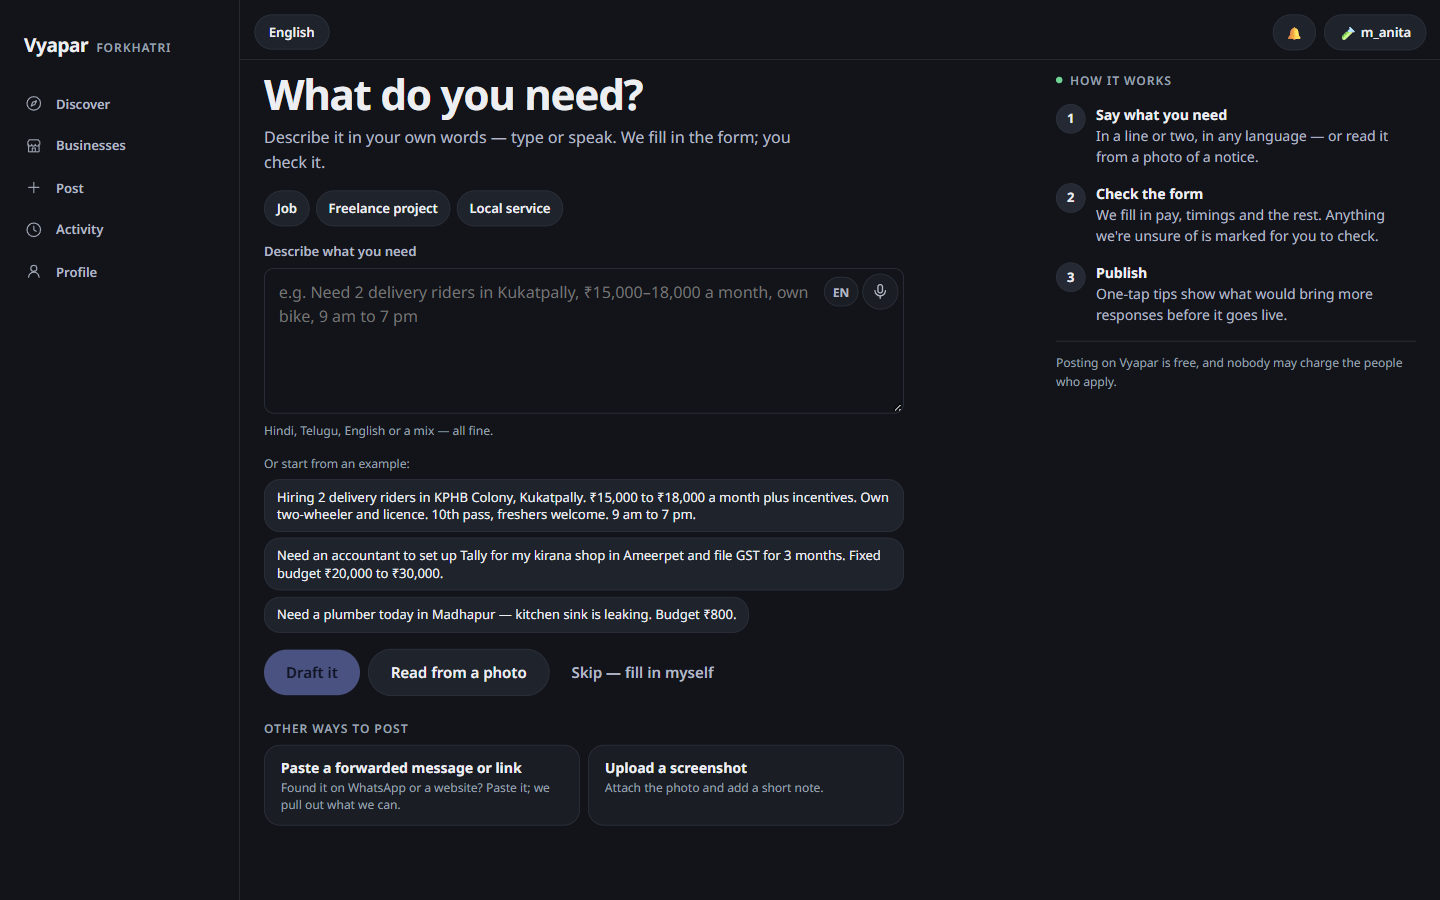 Vyapar FORKHATRI
Discover
Businesses
Post
Activity
Profile
English
m_anita
What do you need?
Describe it in your own words — type or speak. We fill in the form; you
check it.
Job
Freelance project
Local service
Describe what you need
e.g. Need 2 delivery riders in Kukatpally, ₹15,000–18,000 a month, own
bike, 9 am to 7 pm
EN
Hindi, Telugu, English or a mix — all fine.
Or start from an example:
Hiring 2 delivery riders in KPHB Colony, Kukatpally. ₹15,000 to ₹18,000 a month plus incentives. Own
two-wheeler and licence. 10th pass, freshers welcome. 9 am to 7 pm.
Need an accountant to set up Tally for my kirana shop in Ameerpet and file GST for 3 months. Fixed
budget ₹20,000 to ₹30,000.
Need a plumber today in Madhapur — kitchen sink is leaking. Budget ₹800.
Draft it
Read from a photo
Skip — fill in myself
OTHER WAYS TO POST
Paste a forwarded message or link
Found it on WhatsApp or a website? Paste it; we
pull out what we can.
Upload a screenshot
Attach the photo and add a short note.
HOW IT WORKS
1
Say what you need
In a line or two, in any language — or read it
from a photo of a notice.
2
Check the form
We fill in pay, timings and the rest. Anything
we're unsure of is marked for you to check.
3
Publish
One-tap tips show what would bring more
responses before it goes live.
Posting on Vyapar is free, and nobody may charge the people
who apply.